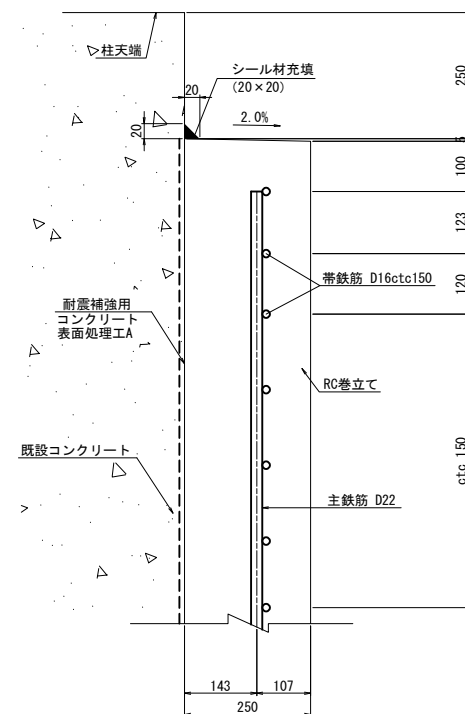 ▽柱天端
シール材充填
(20×20)
20
2.0%
20
250
5
100
123
120
帯鉄筋 D16ctc150
耐震補強用
コンクリート
表面処理工A
RC巻立て
既設コンクリート
ctc 150
主鉄筋 D22
143
107
250